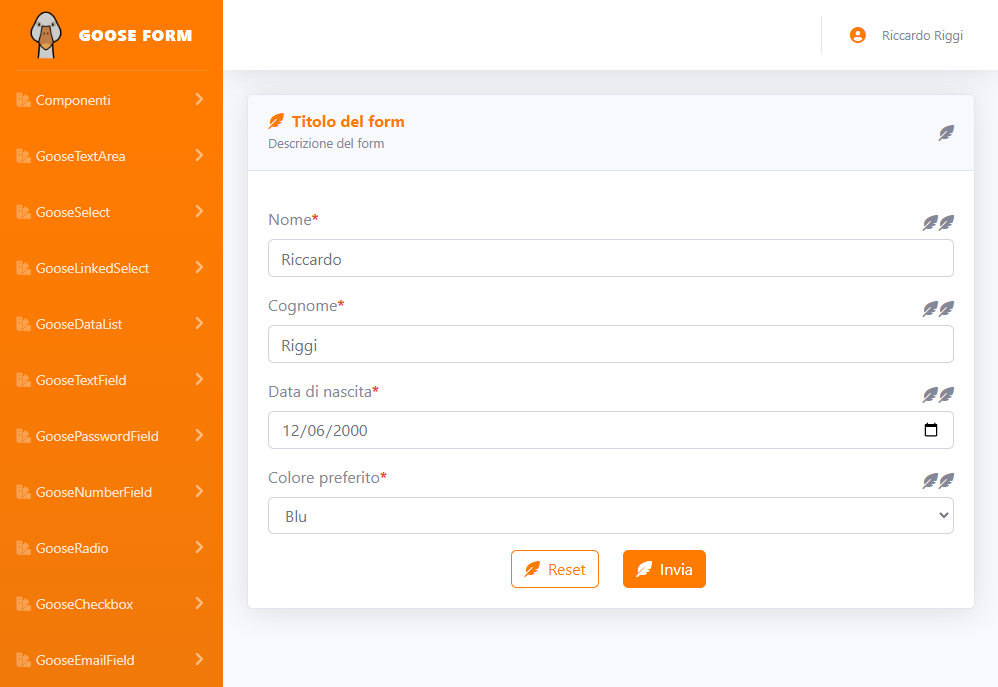 GOOSE FORM
Componenti
GooseTextArea
GooseSelect
GooseLinkedSelect
GooseDataList
GooseTextField
GoosePasswordField
GooseNumberField
GooseRadio
GooseCheckbox
GooseEmailField
Riccardo Riggi
Titolo del form
Descrizione del form
Nome*
Riccardo
Cognome*
Riggi
Data di nascita*
12/06/2000
Colore preferito*
Blu
Reset Invia